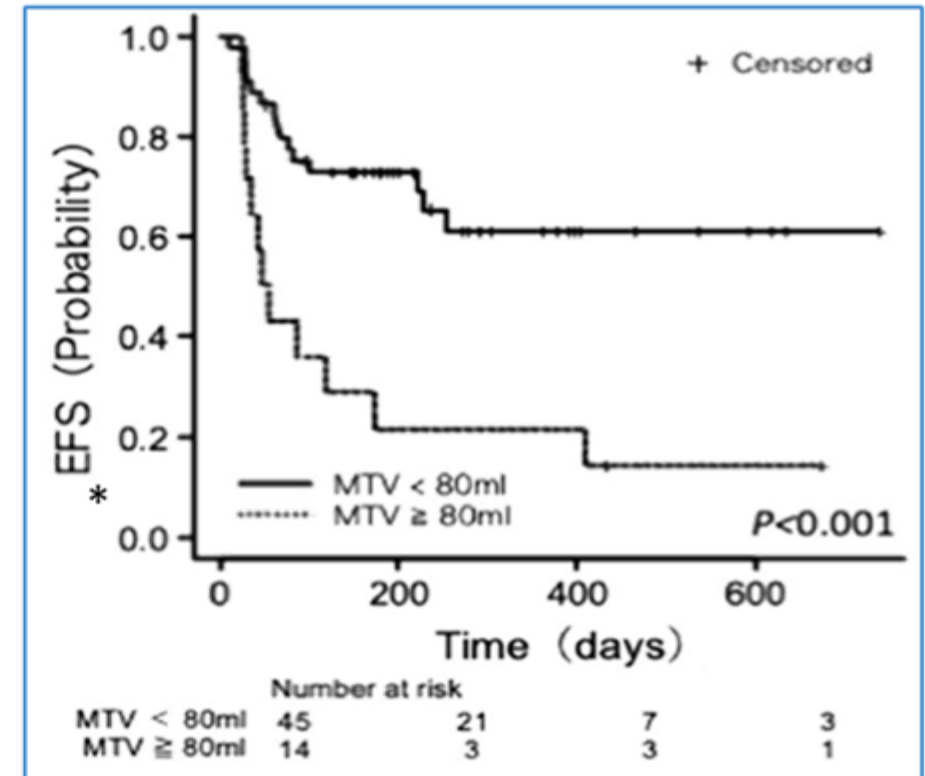 1.0
+ Censored
0.8
0.6
0.4
0.2
0.0
* EFS (Probability)
MTV < 80ml
MTV ≧ 80ml
P<0.001
0 200 400 600
Time (days)
Number at risk
MTV < 80ml 45 21 7 3
MTV ≧ 80ml 14 3 3 1